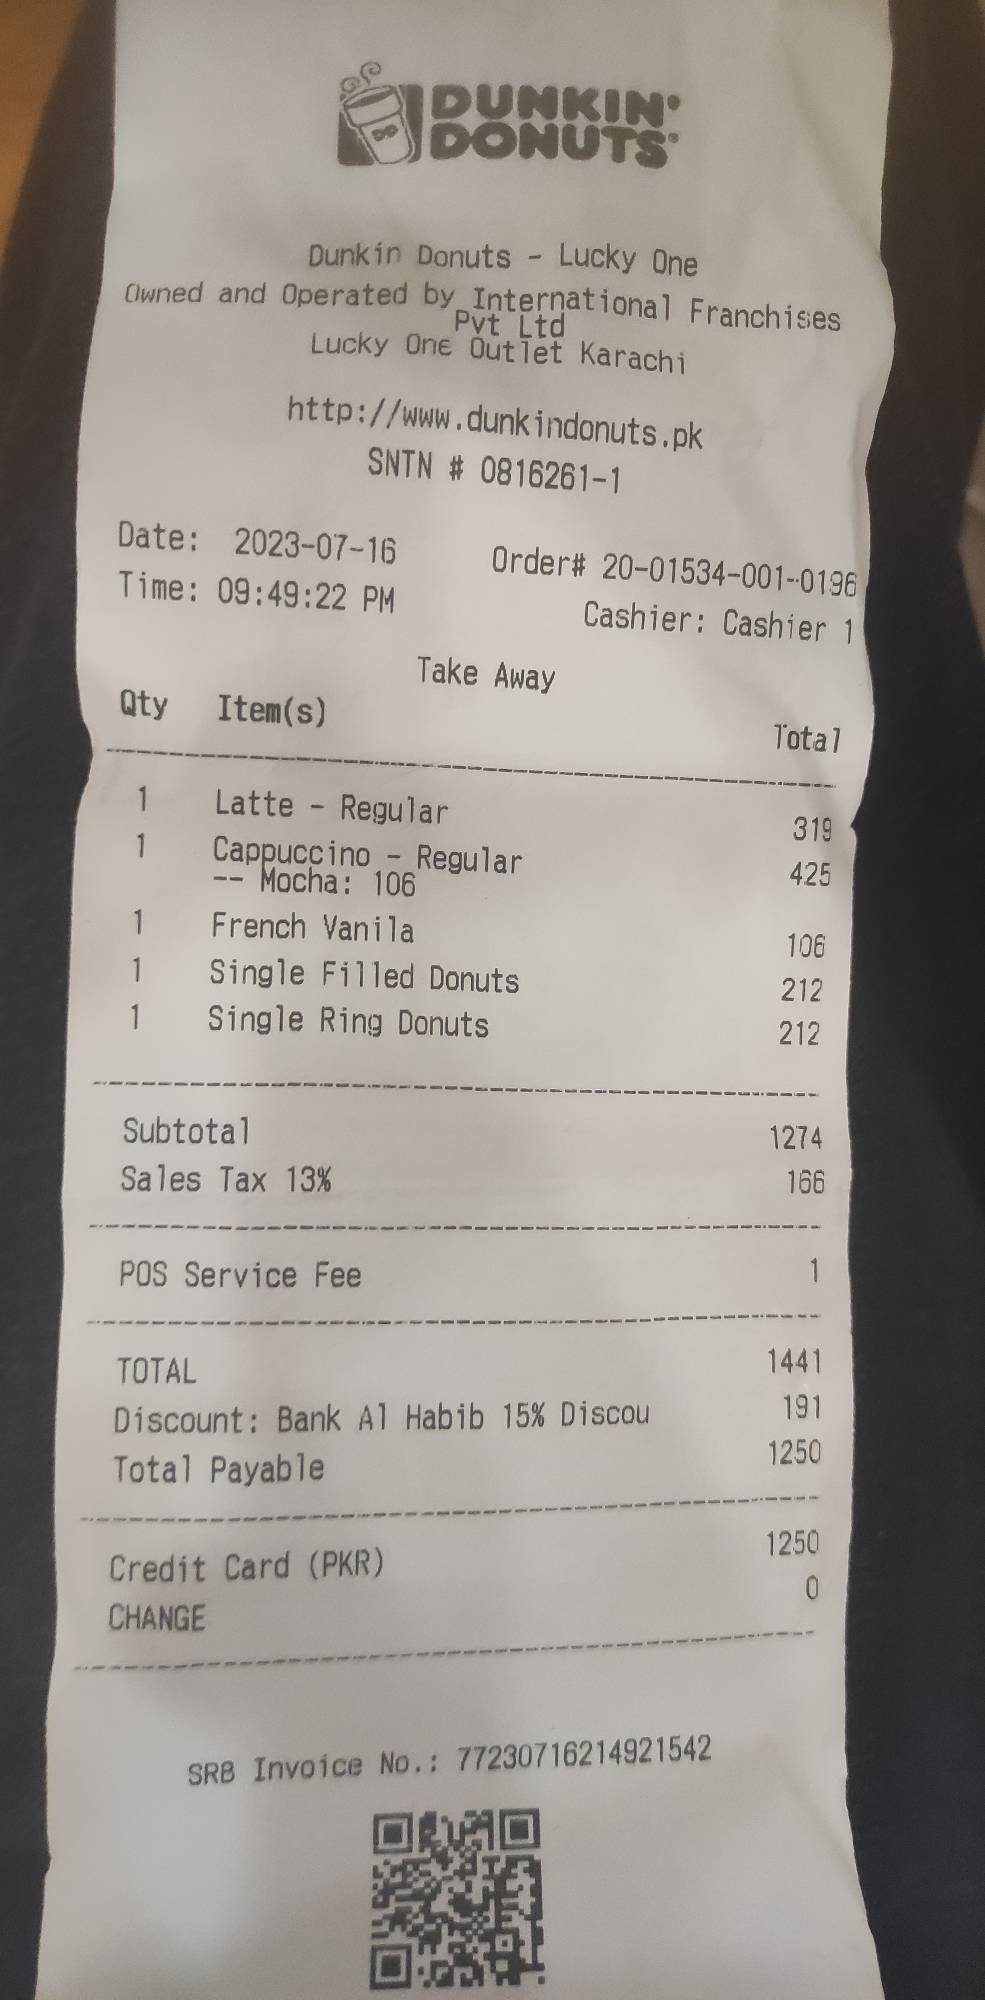 DUNKIN'
DONUTS
Dunkin Donuts - Lucky One
Owned and Operated by International Franchises
Pvt Ltd
Lucky One Outlet Karachi
http://www.dunkindonuts.pk
SNTN # 0816261-1
Date: 2023-07-16 Order# 20-01534-001-0196
Time: 09:49:22 PM Cashier: Cashier 1
Take Away
Qty Item(s) Total
1 Latte - Regular 319
1 Cappuccino - Regular 425
-- Mocha: 106
1 French Vanila 106
1 Single Filled Donuts 212
1 Single Ring Donuts 212
Subtotal 1274
Sales Tax 13% 166
POS Service Fee 1
TOTAL 1441
Discount: Bank Al Habib 15% Discou 191
Total Payable 1250
Credit Card (PKR) 1250
CHANGE 0
SRB Invoice No.: 77230716214921542